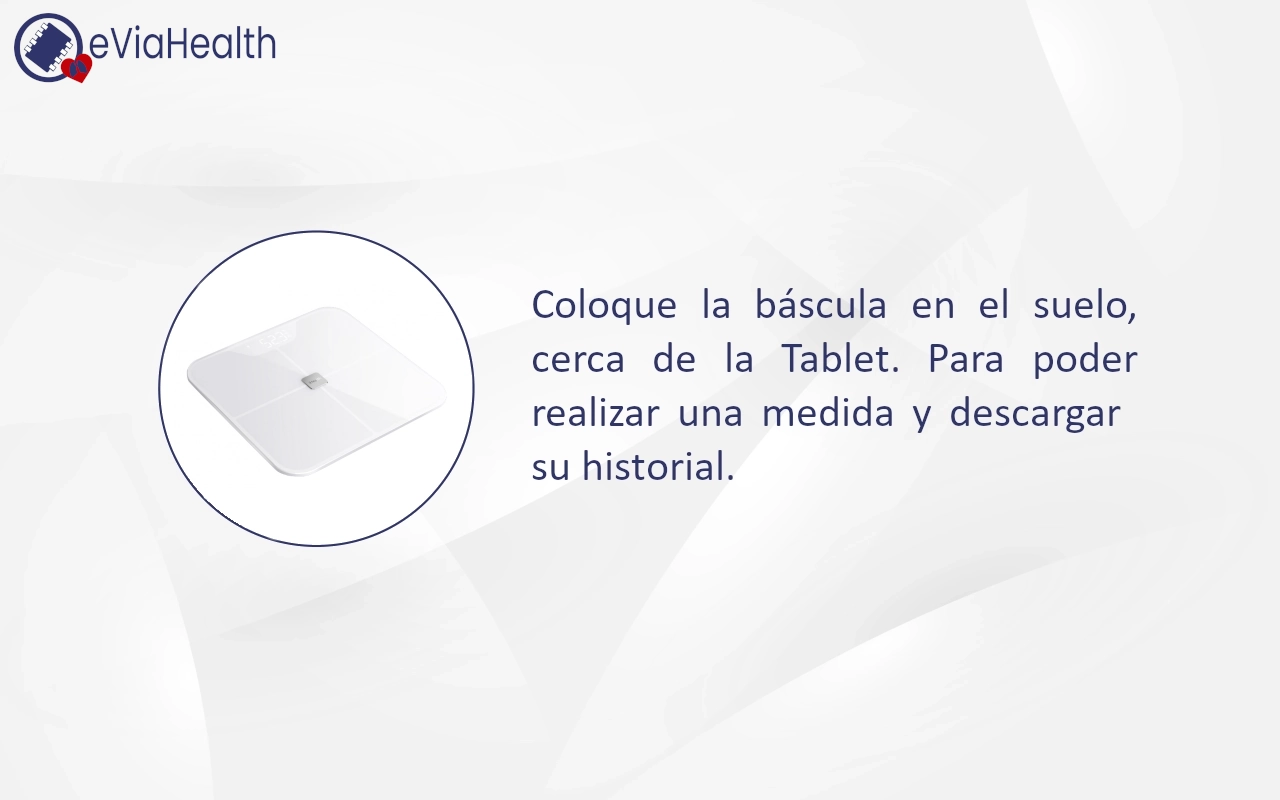 eViaHealth
Coloque la báscula en el suelo,
cerca de la Tablet. Para poder
realizar una medida y descargar
su historial.